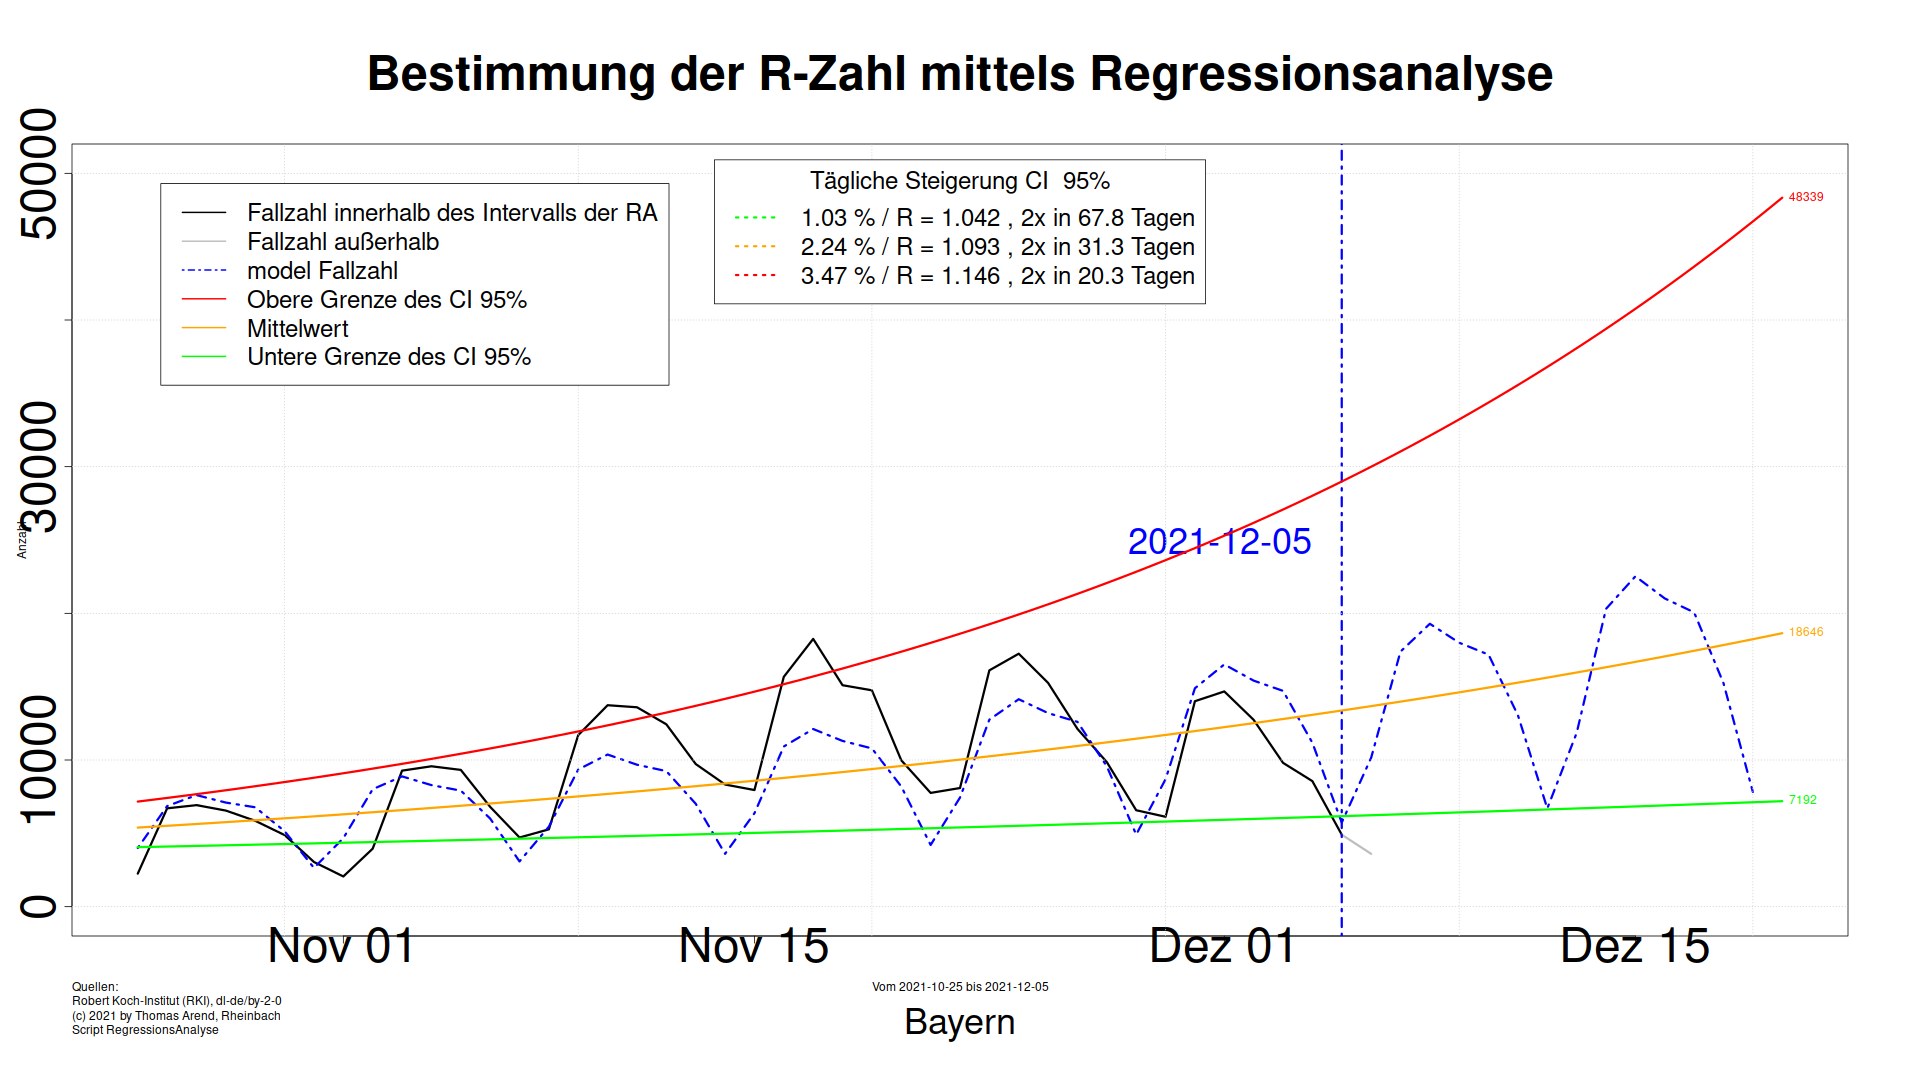 Bestimmung der R-Zahl mittels Regressionsanalyse
50000
30000
10000
0
Anzahl
Fallzahl innerhalb des Intervalls der RA
Fallzahl außerhalb
model Fallzahl
Obere Grenze des CI 95%
Mittelwert
Untere Grenze des CI 95%
Tägliche Steigerung CI 95%
1.03 % / R = 1.042 , 2x in 67.8 Tagen
2.24 % / R = 1.093 , 2x in 31.3 Tagen
3.47 % / R = 1.146 , 2x in 20.3 Tagen
48339
2021-12-05
18646
7192
Nov 01
Nov 15
Dez 01
Dez 15
Quellen:
Robert Koch-Institut (RKI), dl-de/by-2-0
(c) 2021 by Thomas Arend, Rheinbach
Script RegressionsAnalyse
Vom 2021-10-25 bis 2021-12-05
Bayern